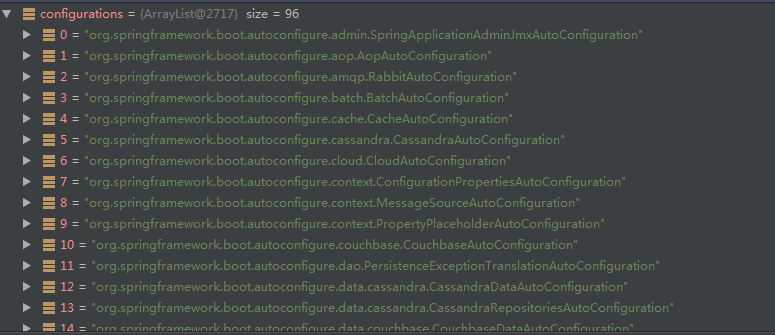 configurations = {ArrayList@2717} size = 96
0 = "org.springframework.boot.autoconfigure.admin.SpringApplicationAdminJmxAutoConfiguration"
1 = "org.springframework.boot.autoconfigure.aop.AopAutoConfiguration"
2 = "org.springframework.boot.autoconfigure.amqp.RabbitAutoConfiguration"
3 = "org.springframework.boot.autoconfigure.batch.BatchAutoConfiguration"
4 = "org.springframework.boot.autoconfigure.cache.CacheAutoConfiguration"
5 = "org.springframework.boot.autoconfigure.cassandra.CassandraAutoConfiguration"
6 = "org.springframework.boot.autoconfigure.cloud.CloudAutoConfiguration"
7 = "org.springframework.boot.autoconfigure.context.ConfigurationPropertiesAutoConfiguration"
8 = "org.springframework.boot.autoconfigure.context.MessageSourceAutoConfiguration"
9 = "org.springframework.boot.autoconfigure.context.PropertyPlaceholderAutoConfiguration"
10 = "org.springframework.boot.autoconfigure.couchbase.CouchbaseAutoConfiguration"
11 = "org.springframework.boot.autoconfigure.dao.PersistenceExceptionTranslationAutoConfiguration"
12 = "org.springframework.boot.autoconfigure.data.cassandra.CassandraDataAutoConfiguration"
13 = "org.springframework.boot.autoconfigure.data.cassandra.CassandraRepositoriesAutoConfiguration"
14 = "org.springframework.boot.autoconfigure.data.couchbase.CouchbaseDataAutoConfiguration"